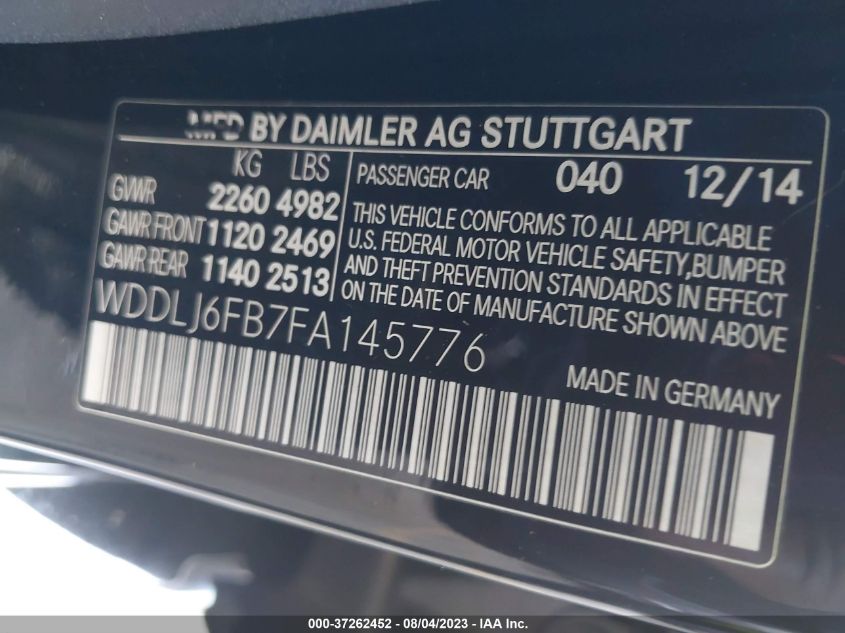 MFD BY DAIMLER AG STUTTGART
KG LBS
GVWR 2260 4982
GAWR FRONT 1120 2469
GAWR REAR 1140 2513
PASSENGER CAR 040 12/14
THIS VEHICLE CONFORMS TO ALL APPLICABLE
U.S. FEDERAL MOTOR VEHICLE SAFETY,BUMPER
AND THEFT PREVENTION STANDARDS IN EFFECT
ON THE DATE OF MANUFACTURE SHOWN ABOVE
WDDLJ6FB7FA145776
MADE IN GERMANY
000-37262452 - 08/04/2023 - IAA, Inc.